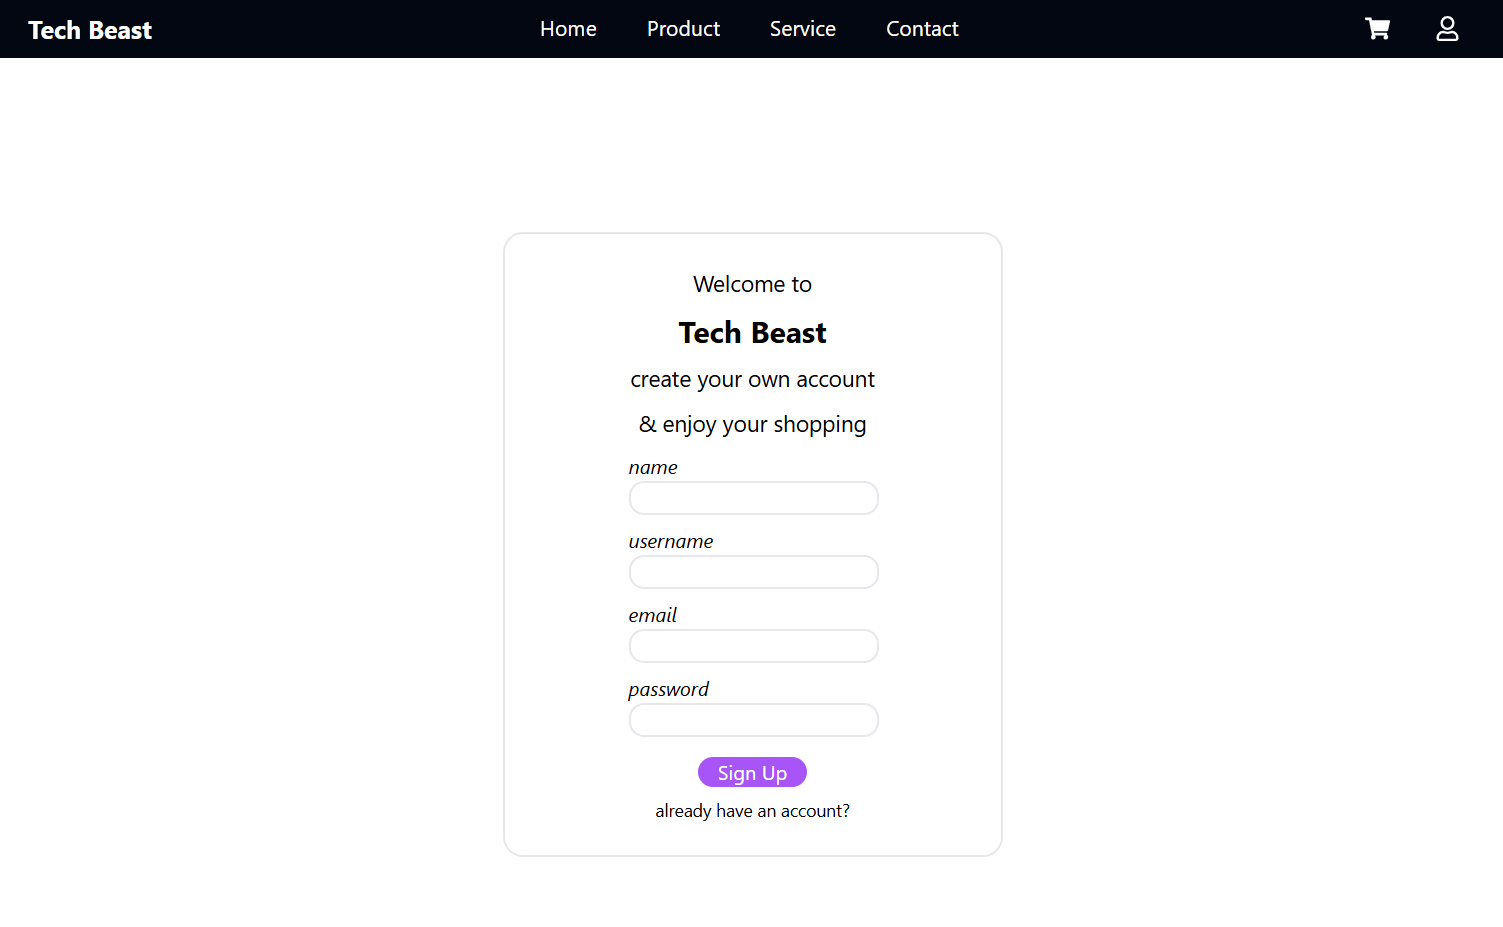 Tech Beast Home Product Service Contact
Welcome to
Tech Beast
create your own account
& enjoy your shopping
name
username
email
password
Sign Up
already have an account?